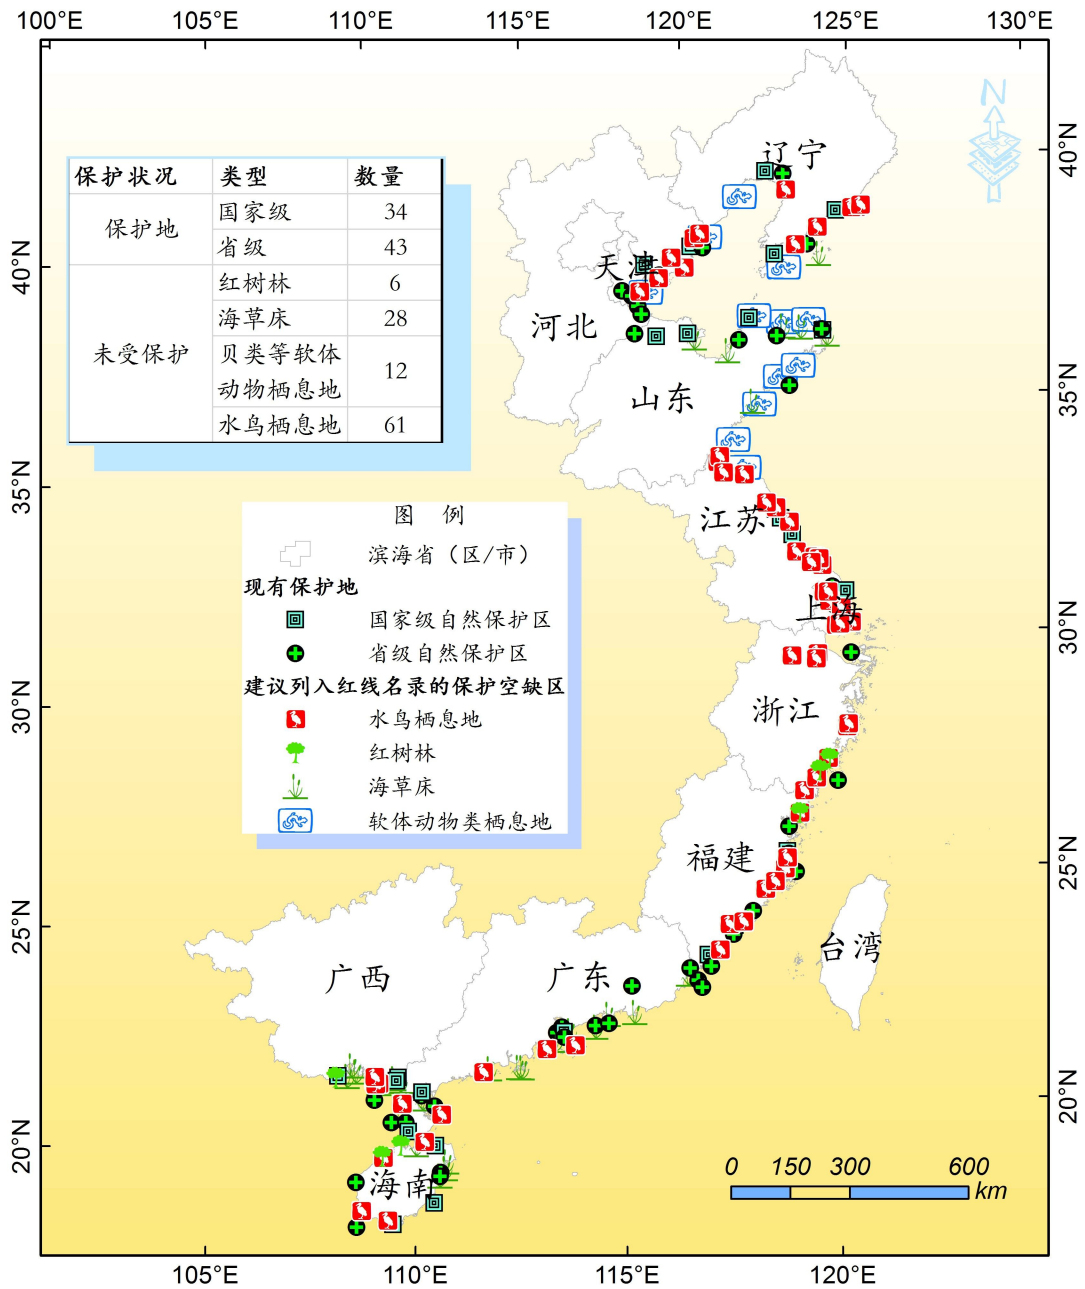 100°E 105°E 110°E 115°E 120°E 125°E 130°E
N
40°N
35°N
30°N
25°N
20°N
40°N
35°N
30°N
25°N
20°N
保护状况 类型 数量
保护地 国家级 34
省级 43
未受保护 红树林 6
海草床 28
贝类等软体
动物栖息地 12
水鸟栖息地 61
辽宁
天津
河北
山东
江苏
上海
浙江
福建
台湾
广西
广东
海南
图 例
滨海省（区/市）
现有保护地
国家级自然保护区
省级自然保护区
建议列入红线名录的保护空缺区
水鸟栖息地
红树林
海草床
软体动物类栖息地
0 150 300 600
km
105°E 110°E 115°E 120°E